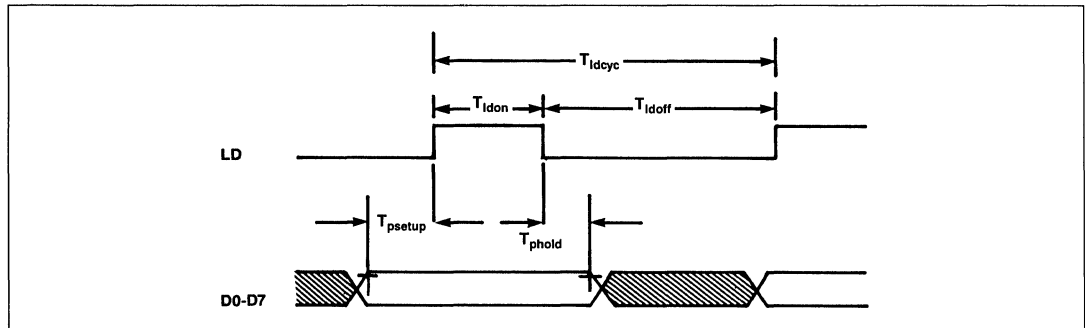 Tldcyc
Tldon
Tldoff
LD
Tpsetup
Tphold
D0-D7